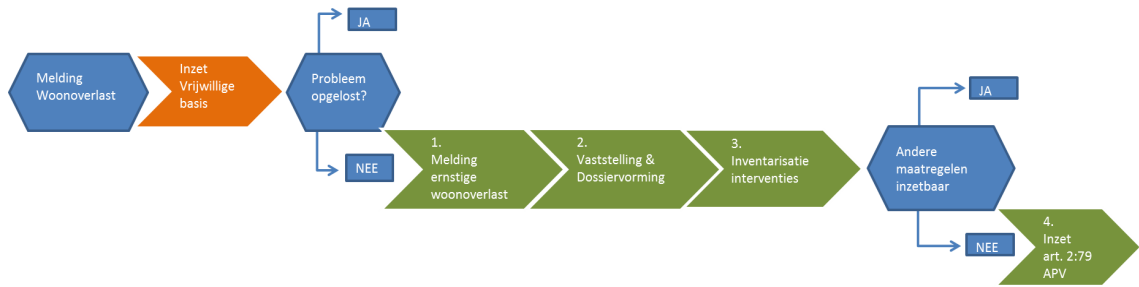 Melding
Woonoverlast
Inzet
Vrijwillige
basis
JA
Probleem
opgelost?
NEE
1.
Melding
ernstige
woonoverlast
2.
Vaststelling &
Dossiervorming
3.
Inventarisatie
interventies
JA
Andere
maatregelen
inzetbaar
NEE
4.
Inzet
art. 2:79
APV